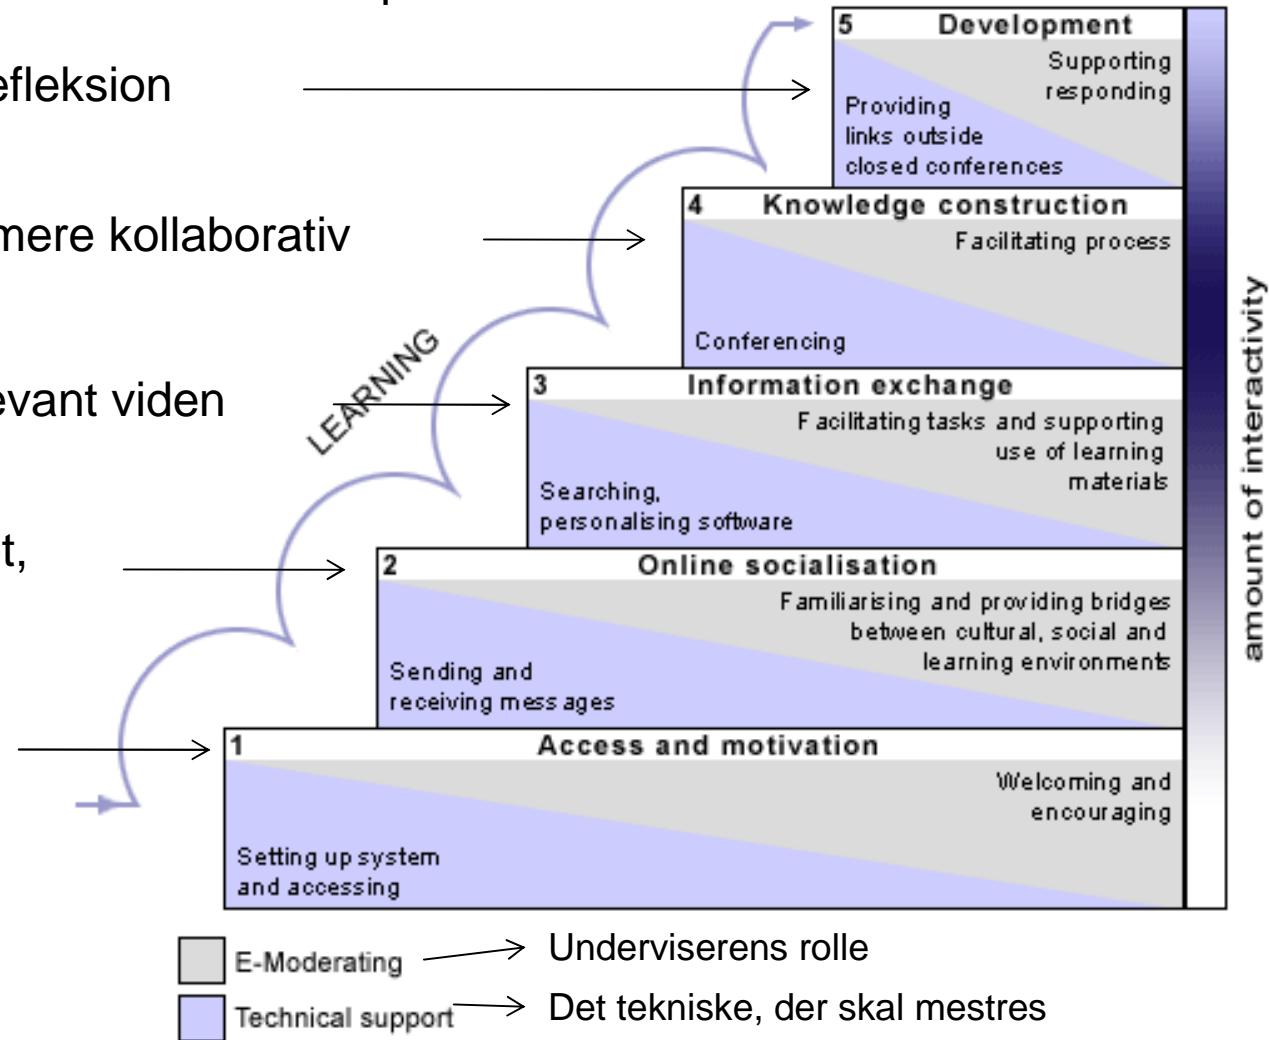 5 Development
Supporting
responding
Providing
links outside
closed conferences
4 Knowledge construction
mere kollaborativ
Facilitating process
Conferencing
LEARNING
3 Information exchange
viden
Facilitating tasks and supporting
use of learning
materials
Searching,
personalising software
2 Online socialisation
Familiarising and providing bridges
between cultural, social and
learning environments
Sending and
receiving messages
1 Access and motivation
Welcoming and
encouraging
Setting up system
and accessing
amount of interactivity
E-Moderating
Underviserens rolle
Technical support
Det tekniske, der skal mestres